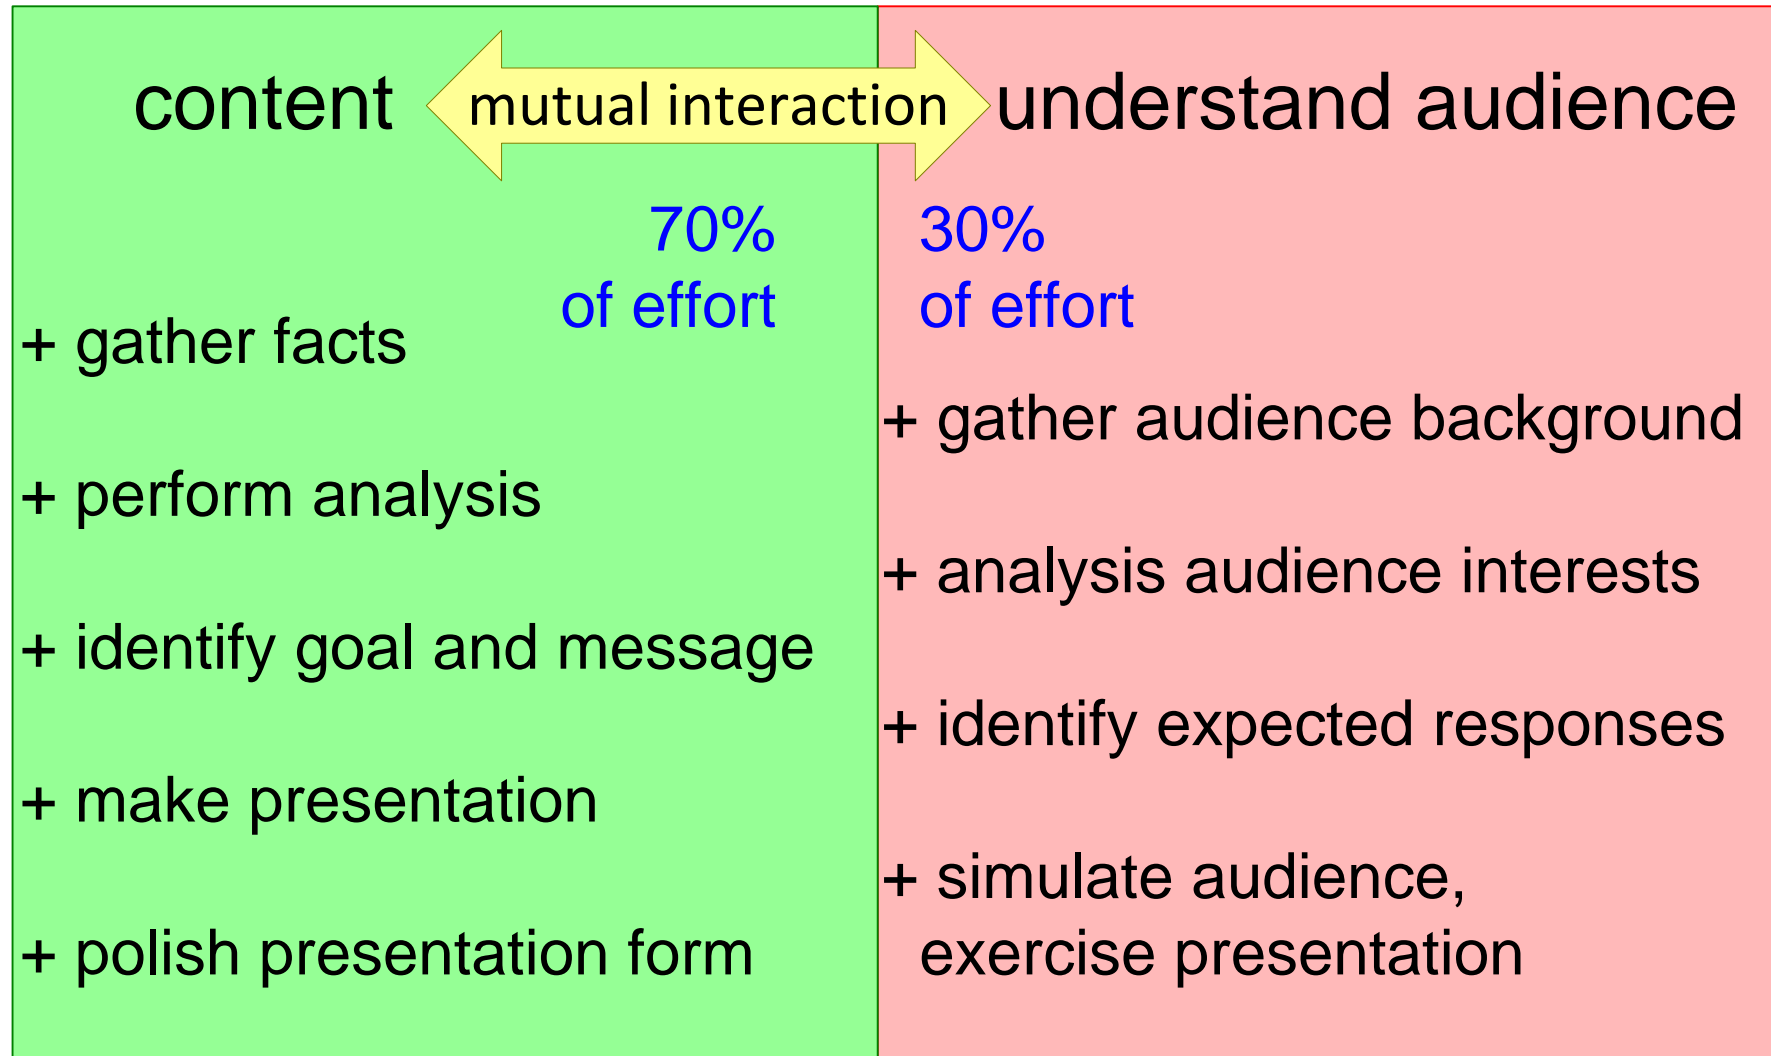 content
mutual interaction
understand audience
70%
of effort
+ gather facts
+ perform analysis
+ identify goal and message
+ make presentation
+ polish presentation form
30%
of effort
+ gather audience background
+ analysis audience interests
+ identify expected responses
+ simulate audience,
exercise presentation